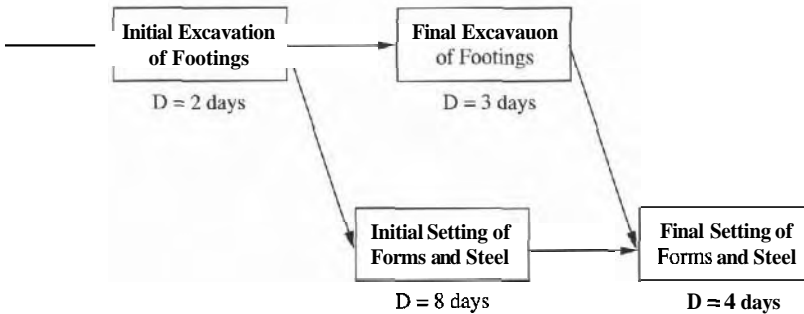 Initial Excavation
of Footings
D = 2 days
Final Excavauon
of Footings
D = 3 days
Initial Setting of
Forms and Steel
D = 8 days
Final Setting of
Forms and Steel
D = 4 days